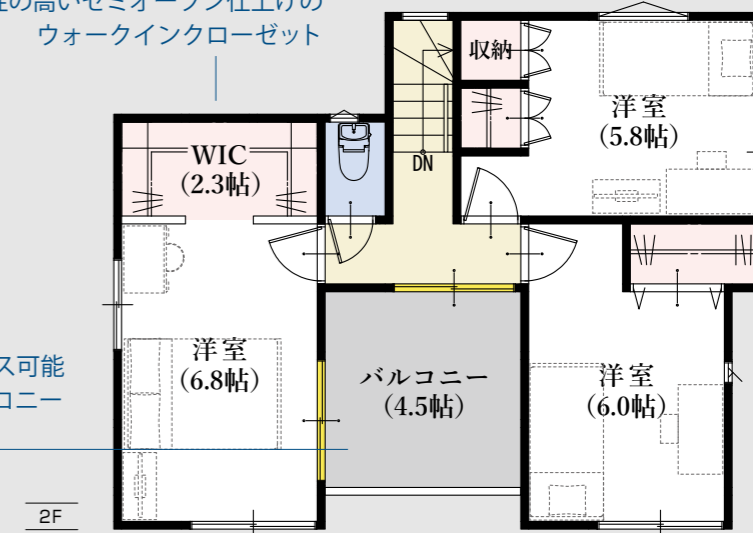 の高いセミオープン仕上げの
ウォークインクローゼット
収納
洋室
(5.8帖)
WIC
(2.3帖)
DN
洋室
(6.8帖)
バルコニー
(4.5帖)
洋室
(6.0帖)
ス可能
コニー
2F